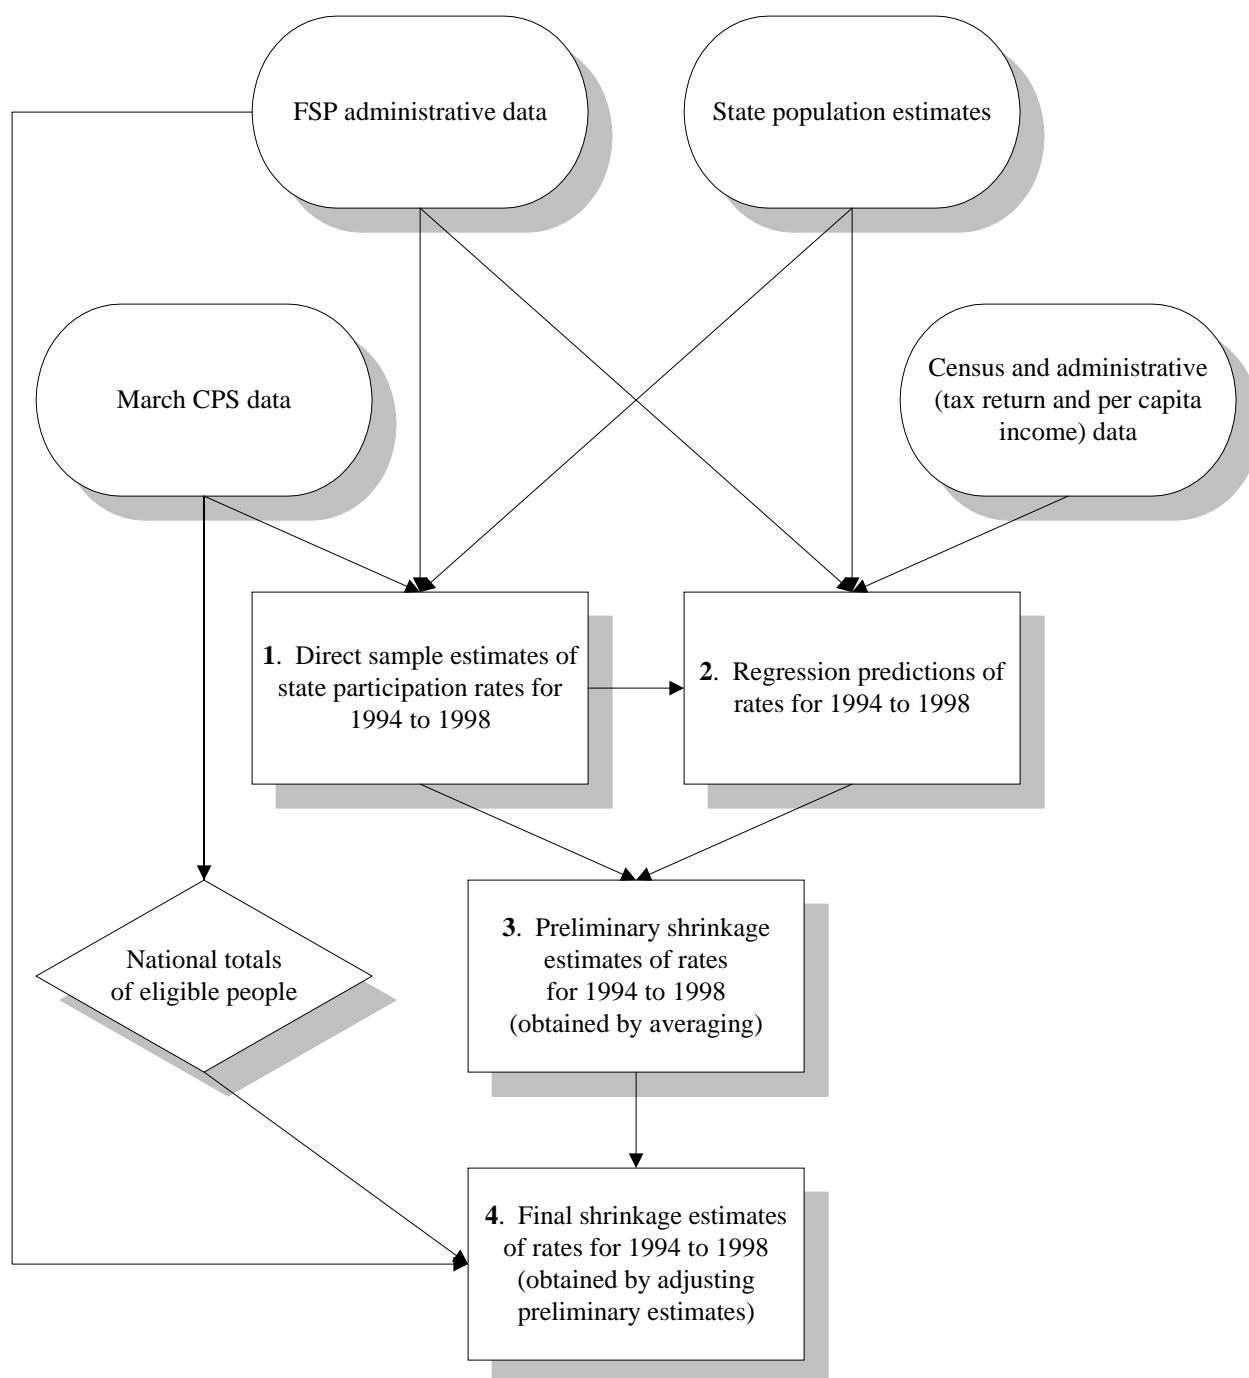 FSP administrative data
State population estimates
March CPS data
Census and administrative
(tax return and per capita
income) data
1. Direct sample estimates of
state participation rates for
1994 to 1998
2. Regression predictions of
rates for 1994 to 1998
3. Preliminary shrinkage
estimates of rates
for 1994 to 1998
(obtained by averaging)
National totals
of eligible people
4. Final shrinkage estimates
of rates for 1994 to 1998
(obtained by adjusting
preliminary estimates)